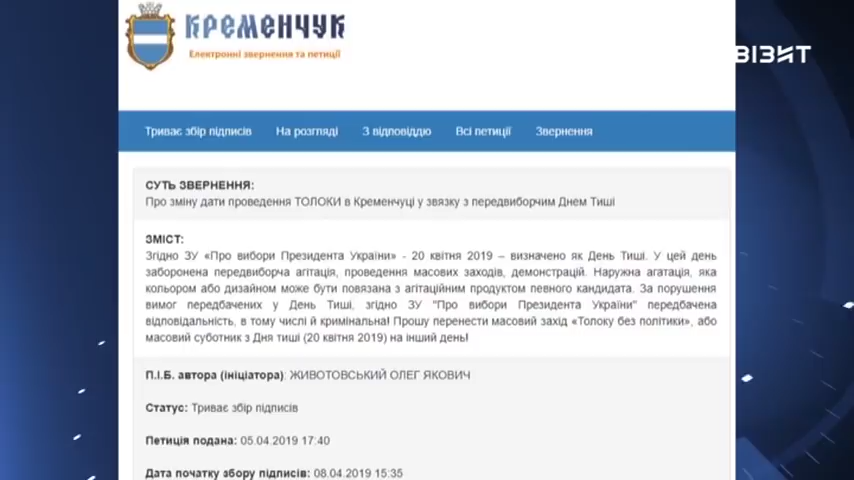 КРЕМЕНЧУК
Електронні звернення та петиції
ВІЗИТ
Триває збір підписів На розгляді З відповіддю Всі петиції Звернення
СУТЬ ЗВЕРНЕННЯ:
Про зміну дати проведення ТОЛОКИ в Кременчуці у звязку з передвиборчим Днем Тиші
ЗМІСТ:
Згідно ЗУ «Про вибори Президента України» - 20 квітня 2019 – визначено як День Тиші. У цей день
заборонена передвиборча агітація, проведення масових заходів, демонстрацій. Наружна агатація, яка
кольором або дизайном може бути повязана з агітаційним продуктом певного кандидата. За порушення
вимог передбачених у День Тиші, згідно ЗУ "Про вибори Президента України" передбачена
відповідальність, в тому числі й кримінальна! Прошу перенести масовий захід «Толоку без політики», або
масовий суботник з Дня тиші (20 квітня 2019) на інший день!
П.І.Б. автора (ініціатора): ЖИВОТОВСЬКИЙ ОЛЕГ ЯКОВИЧ
Статус: Триває збір підписів
Петиція подана: 05.04.2019 17:40
Дата початку збору підписів: 08.04.2019 15:35